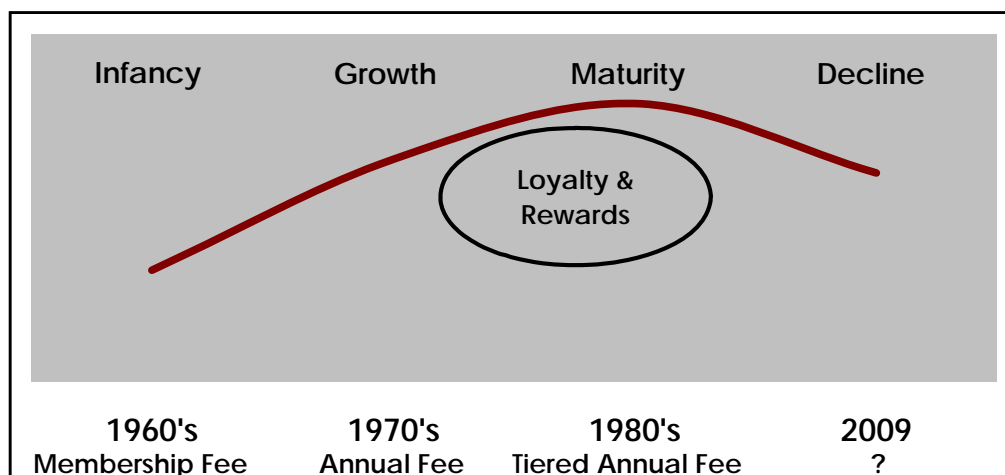 Infancy Growth Maturity Decline
Loyalty &
Rewards
1960's 1970's 1980's 2009
Membership Fee Annual Fee Tiered Annual Fee ?